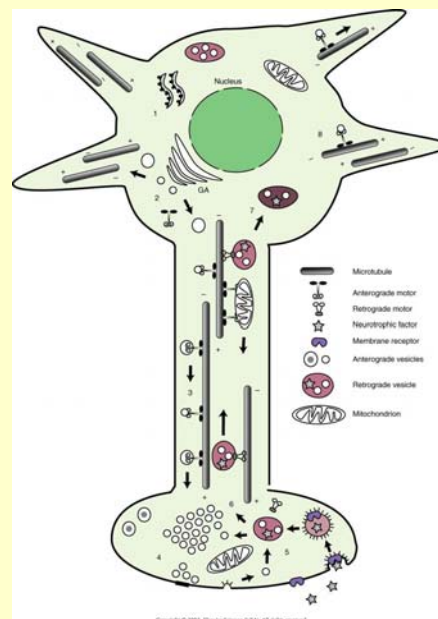 Nucleus
1
8
GA
2
7
Microtubule
Anterograde motor
Retrograde motor
Neurotrophic factor
Membrane receptor
Anterograde vesicles
Retrograde vesicle
Mitochondrion
3
6
4
5